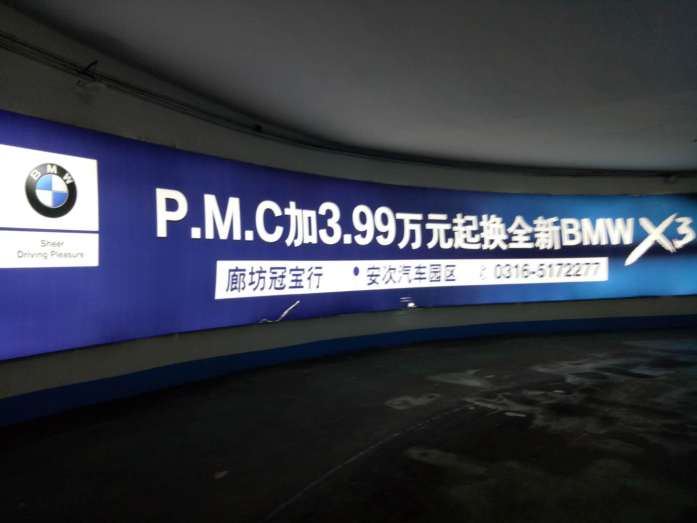 BMW
Sheer
Driving Pleasure
P.M.C加3.99万元起换全新BMW X3
廊坊冠宝行 • 安次汽车园区 0316-5172277